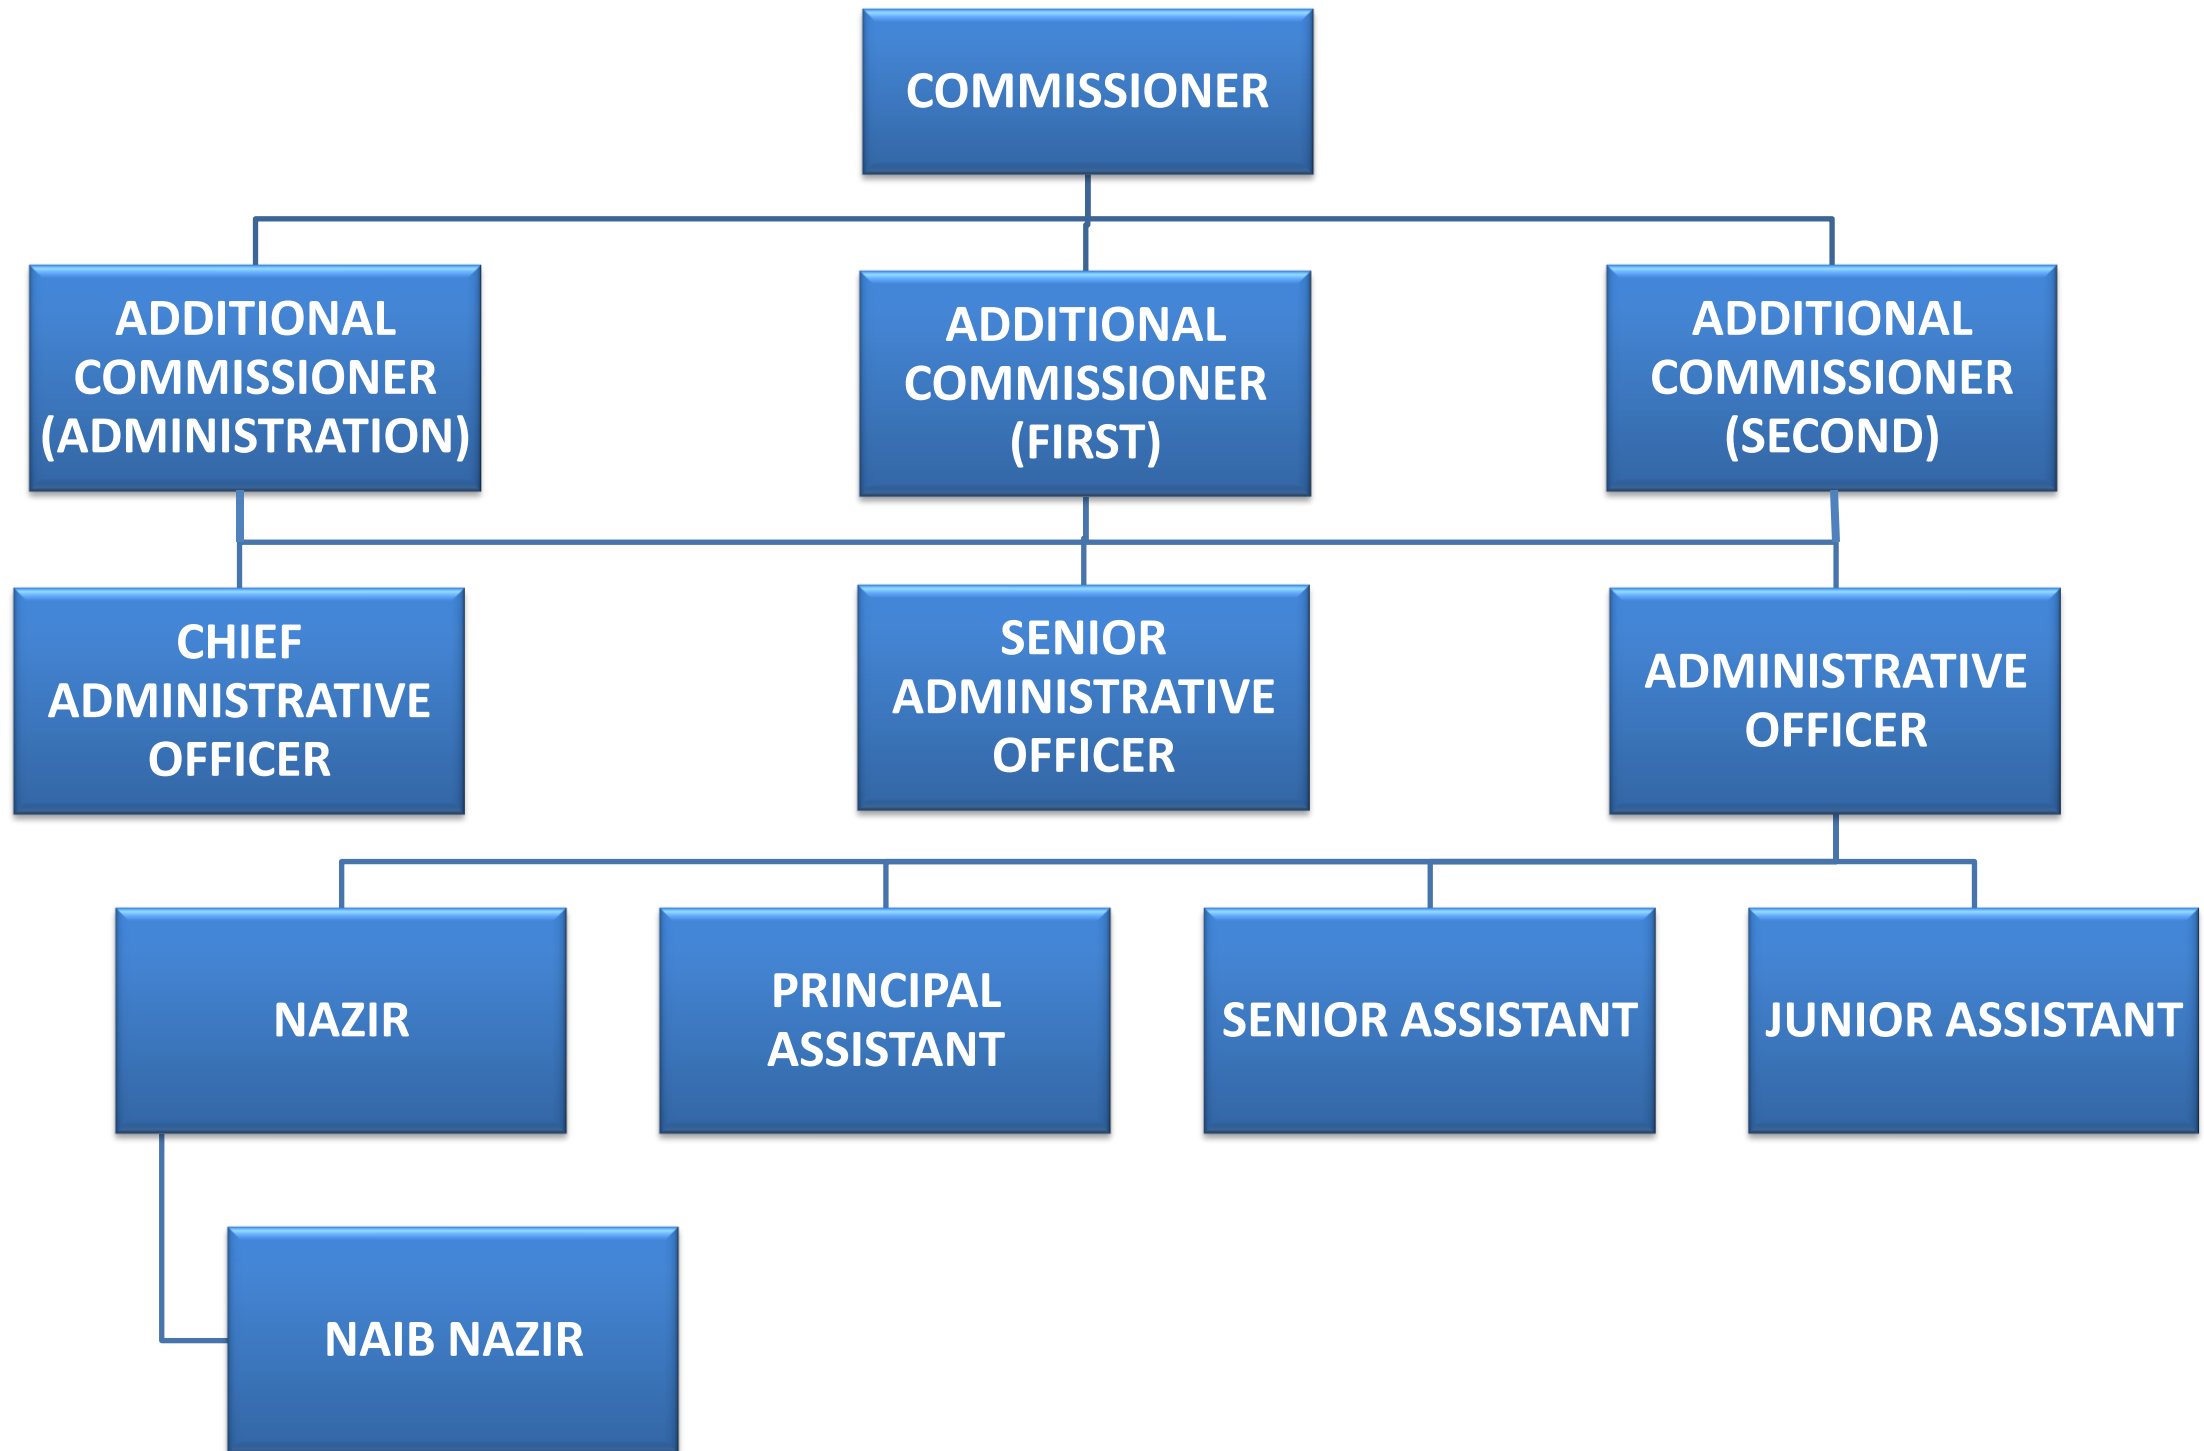 COMMISSIONER
ADDITIONAL
COMMISSIONER
(ADMINISTRATION)
ADDITIONAL
COMMISSIONER
(FIRST)
ADDITIONAL
COMMISSIONER
(SECOND)
CHIEF
ADMINISTRATIVE
OFFICER
SENIOR
ADMINISTRATIVE
OFFICER
ADMINISTRATIVE
OFFICER
NAZIR
PRINCIPAL
ASSISTANT
SENIOR ASSISTANT
JUNIOR ASSISTANT
NAIB NAZIR